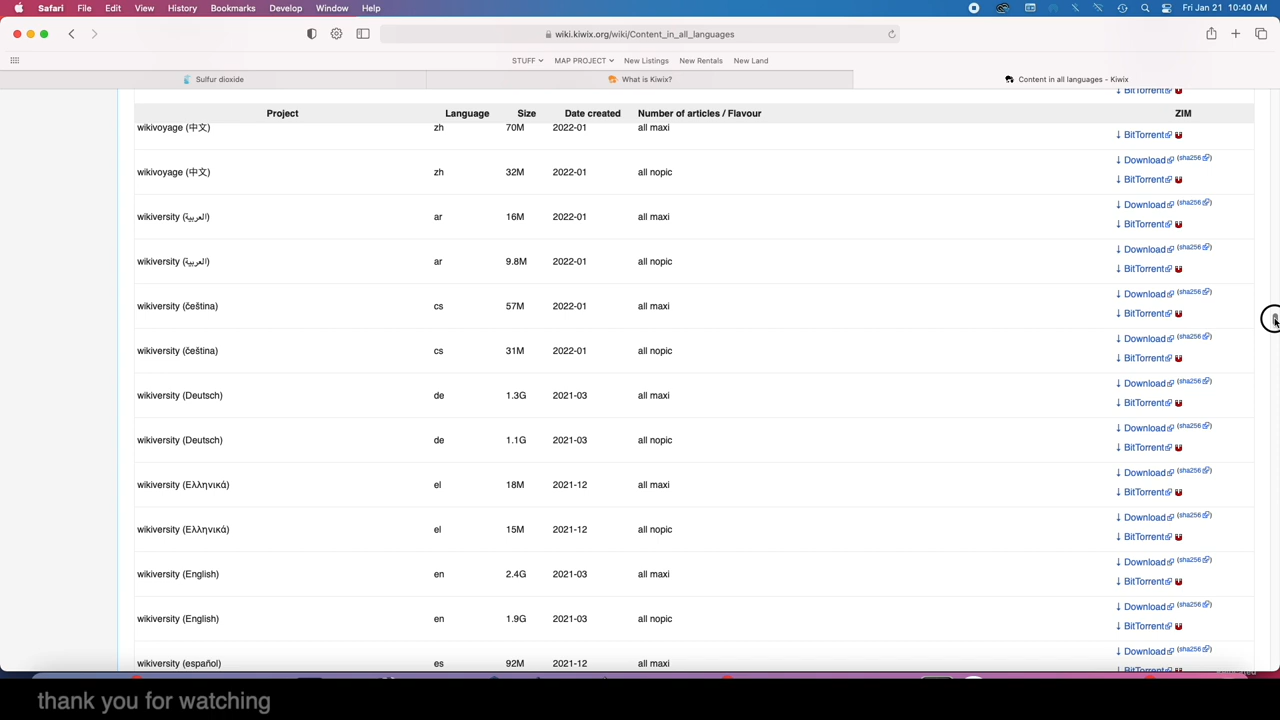 Safari File Edit View History Bookmarks Develop Window Help Fri Jan 21 10:40 AM
wiki.kiwix.org/wiki/Content_in_all_languages
STUFF MAP PROJECT New Listings New Rentals New Land
Sulfur dioxide What is Kiwix? Content in all languages - Kiwix
↓ BitTorrent
Project Language Size Date created Number of articles / Flavour ZIM
wikivoyage (中文) zh 70M 2022-01 all maxi
↓ BitTorrent
↓ Download (sha256)
wikivoyage (中文) zh 32M 2022-01 all nopic
↓ BitTorrent
↓ Download (sha256)
wikiversity (العربية) ar 16M 2022-01 all maxi
↓ BitTorrent
↓ Download (sha256)
wikiversity (العربية) ar 9.8M 2022-01 all nopic
↓ BitTorrent
↓ Download (sha256)
wikiversity (čeština) cs 57M 2022-01 all maxi
↓ BitTorrent
↓ Download (sha256)
wikiversity (čeština) cs 31M 2022-01 all nopic
↓ BitTorrent
↓ Download (sha256)
wikiversity (Deutsch) de 1.3G 2021-03 all maxi
↓ BitTorrent
↓ Download (sha256)
wikiversity (Deutsch) de 1.1G 2021-03 all nopic
↓ BitTorrent
↓ Download (sha256)
wikiversity (Ελληνικά) el 18M 2021-12 all maxi
↓ BitTorrent
↓ Download (sha256)
wikiversity (Ελληνικά) el 15M 2021-12 all nopic
↓ BitTorrent
↓ Download (sha256)
wikiversity (English) en 2.4G 2021-03 all maxi
↓ BitTorrent
↓ Download (sha256)
wikiversity (English) en 1.9G 2021-03 all nopic
↓ BitTorrent
↓ Download (sha256)
wikiversity (español) es 92M 2021-12 all maxi
↓ BitTorrent
thank you for watching